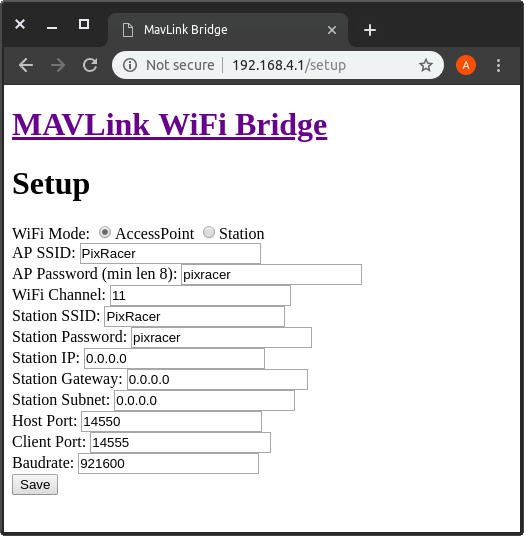 MavLink Bridge
Not secure | 192.168.4.1/setup
A
MAVLink WiFi Bridge
Setup
WiFi Mode: AccessPoint Station
AP SSID: PixRacer
AP Password (min len 8): pixracer
WiFi Channel: 11
Station SSID: PixRacer
Station Password: pixracer
Station IP: 0.0.0.0
Station Gateway: 0.0.0.0
Station Subnet: 0.0.0.0
Host Port: 14550
Client Port: 14555
Baudrate: 921600
Save